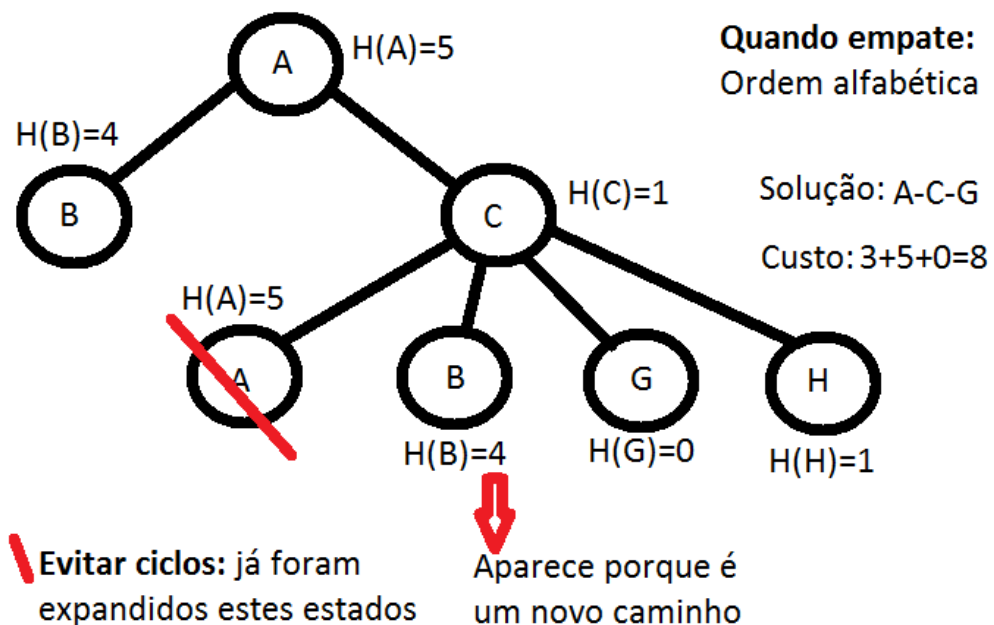 A
H(A)=5
Quando empate:
Ordem alfabética
H(B)=4
B
C
H(C)=1
Solução: A-C-G
Custo: 3+5+0=8
H(A)=5
A
B
G
H
H(B)=4
H(G)=0
H(H)=1
Evitar ciclos: já foram
expandidos estes estados
Aparece porque é
um novo caminho